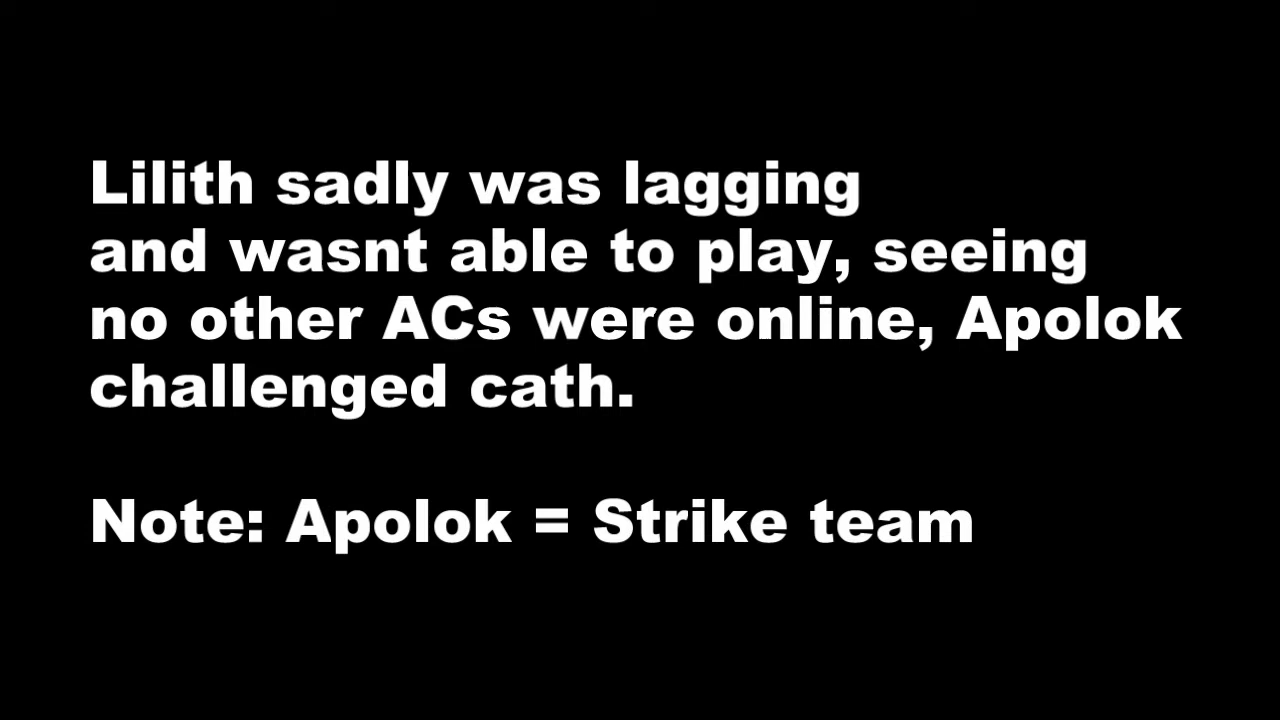 Lilith sadly was lagging
and wasnt able to play, seeing
no other ACs were online, Apolok
challenged cath.
Note: Apolok = Strike team